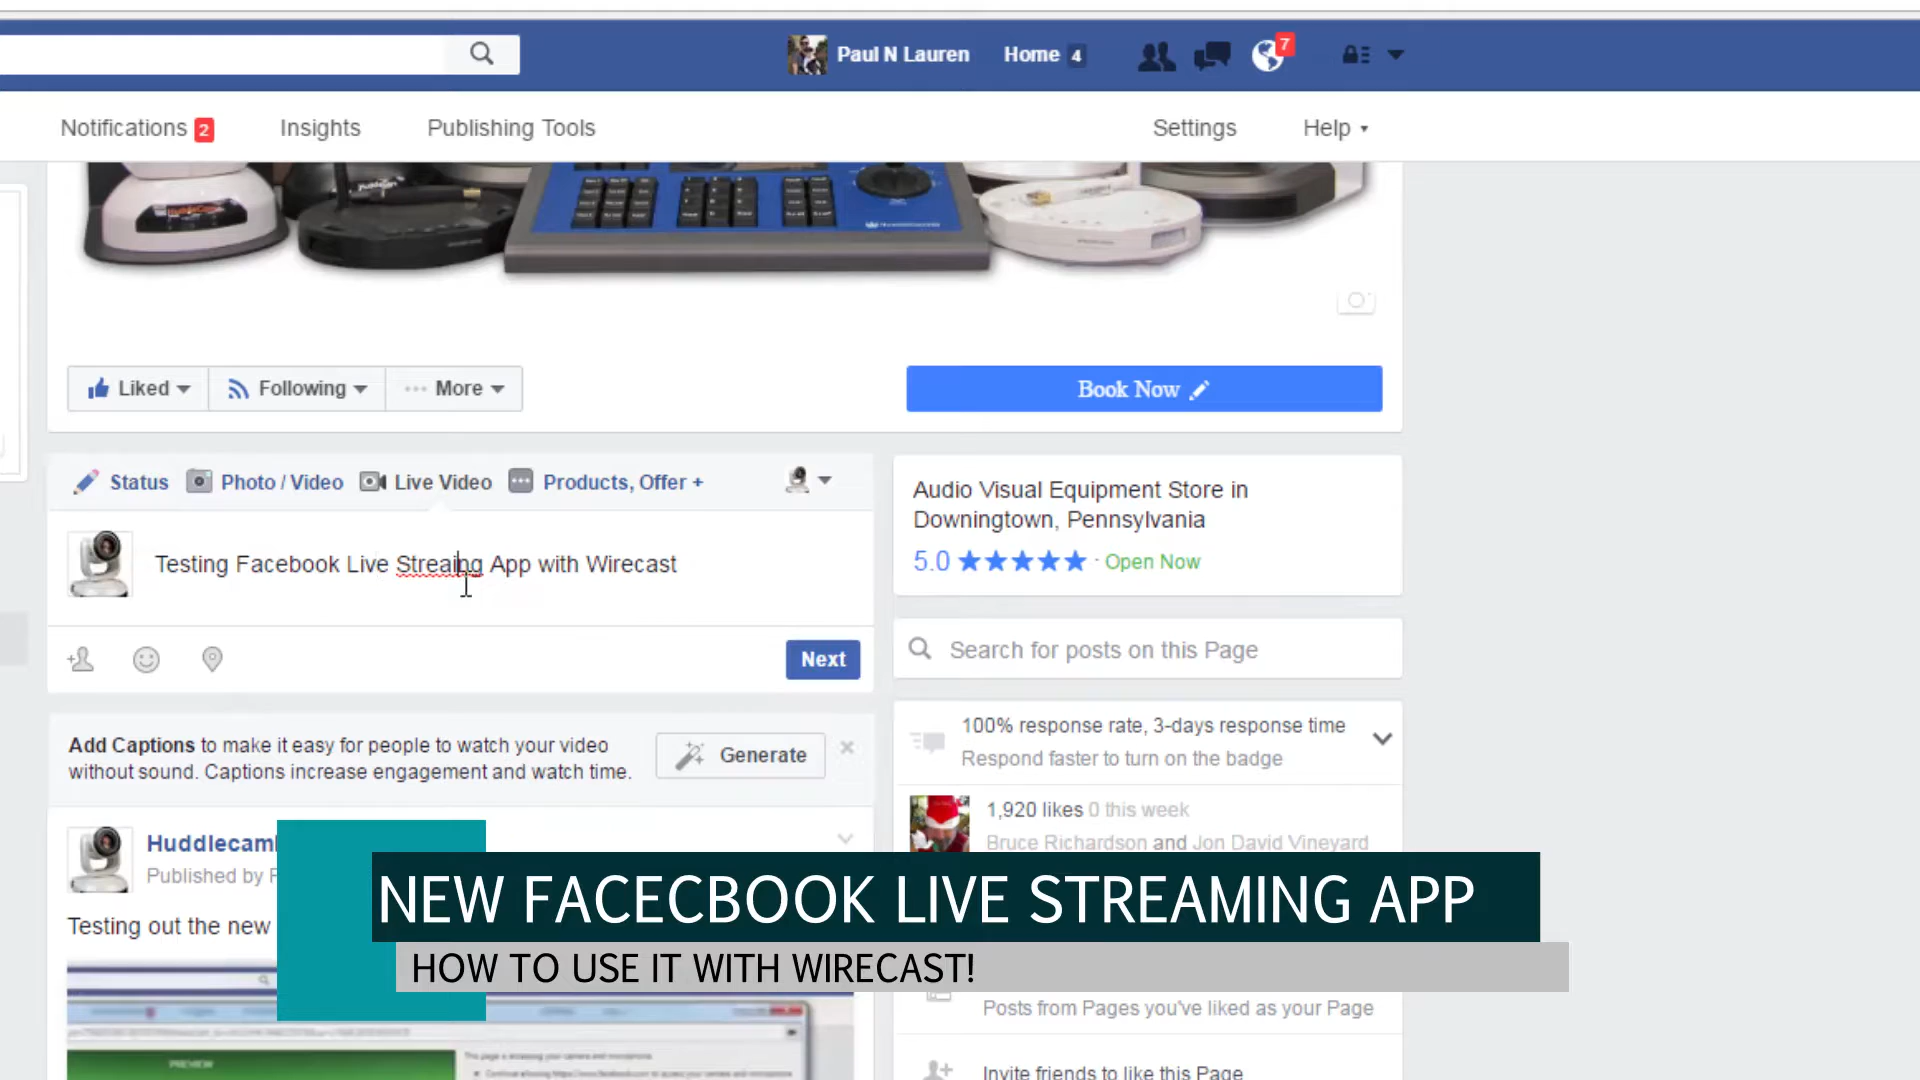 Paul N Lauren
Home 4
7
Notifications 2
Insights
Publishing Tools
Settings
Help
Liked
Following
More
Book Now
Status
Photo / Video
Live Video
Products, Offer +
Testing Facebook Live Streaing App with Wirecast
Next
Audio Visual Equipment Store in
Downingtown, Pennsylvania
5.0 ★★★★★ · Open Now
Search for posts on this Page
Add Captions to make it easy for people to watch your video
without sound. Captions increase engagement and watch time.
Generate
100% response rate, 3-days response time
Respond faster to turn on the badge
1,920 likes 0 this week
Bruce Richardson and Jon David Vineyard
Huddlecam
Published by
Testing out the new
NEW FACECBOOK LIVE STREAMING APP
HOW TO USE IT WITH WIRECAST!
Posts from Pages you've liked as your Page
Invite friends to like this Page
PREVIEW